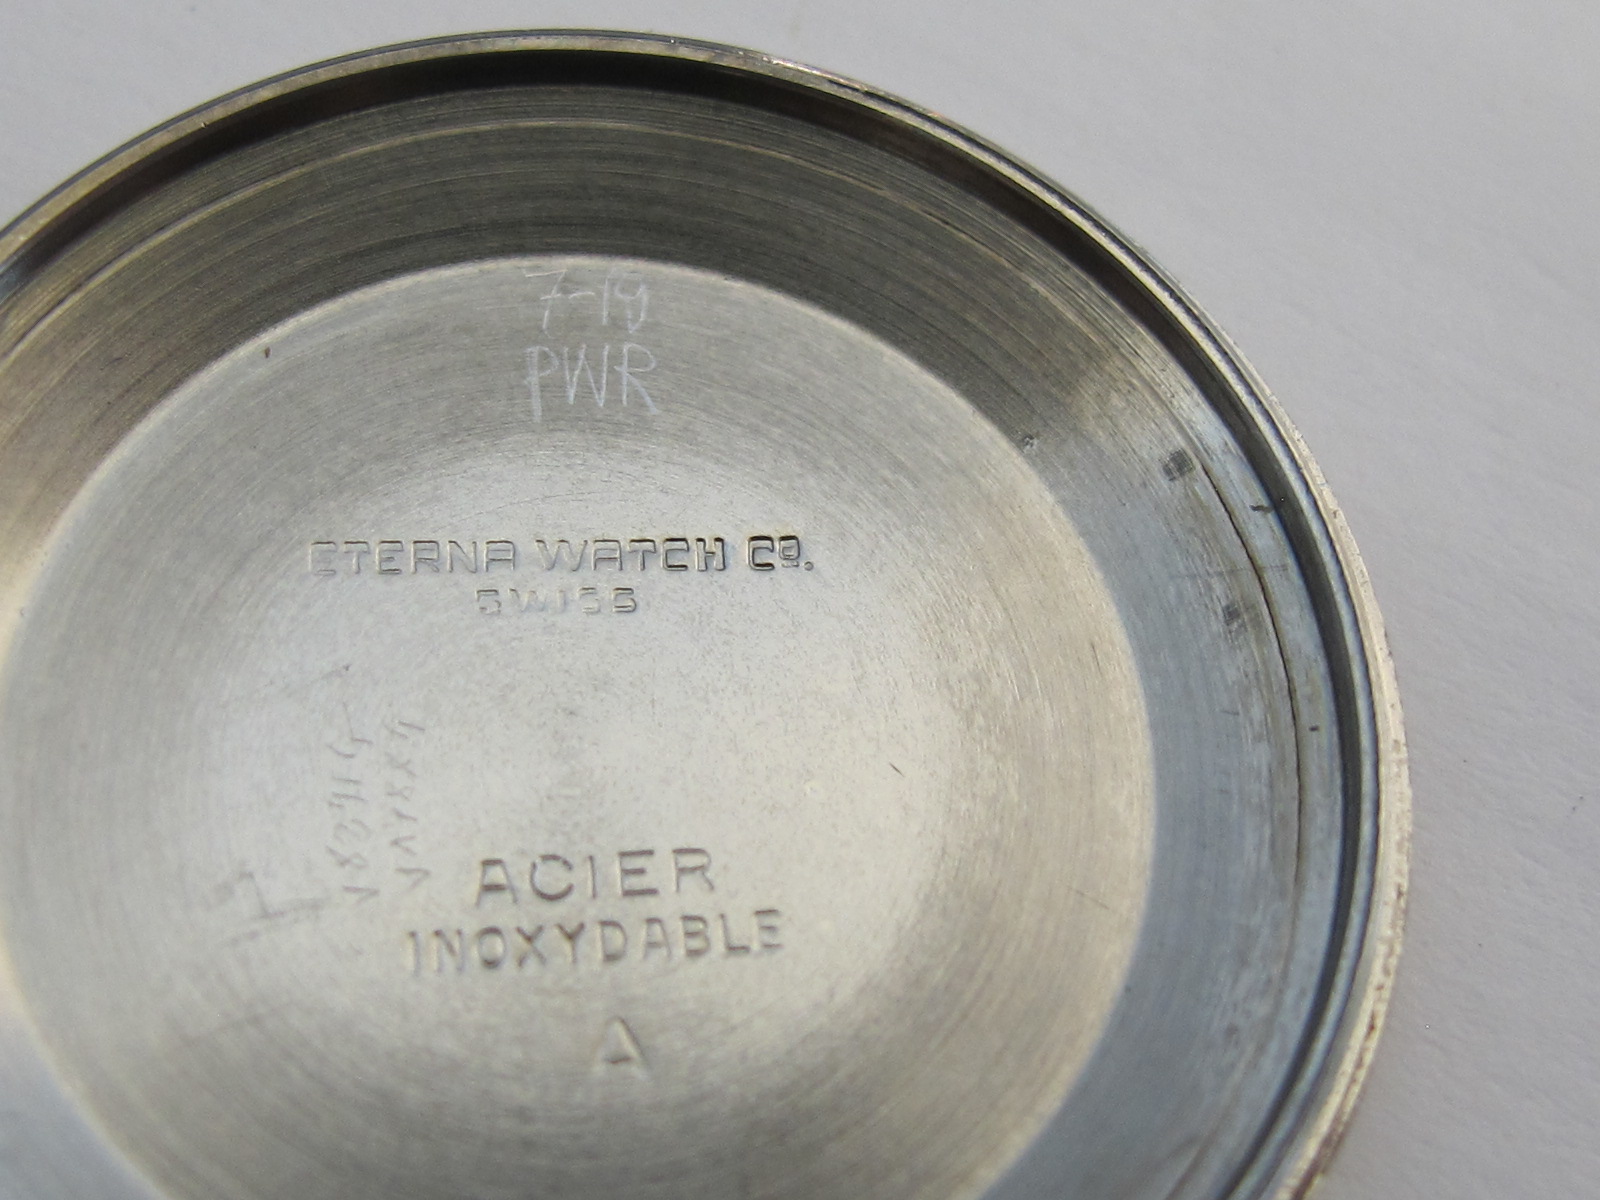 7-19
PWR
ETERNA WATCH Cº.
SWISS
ACIER
INOXYDABLE
A